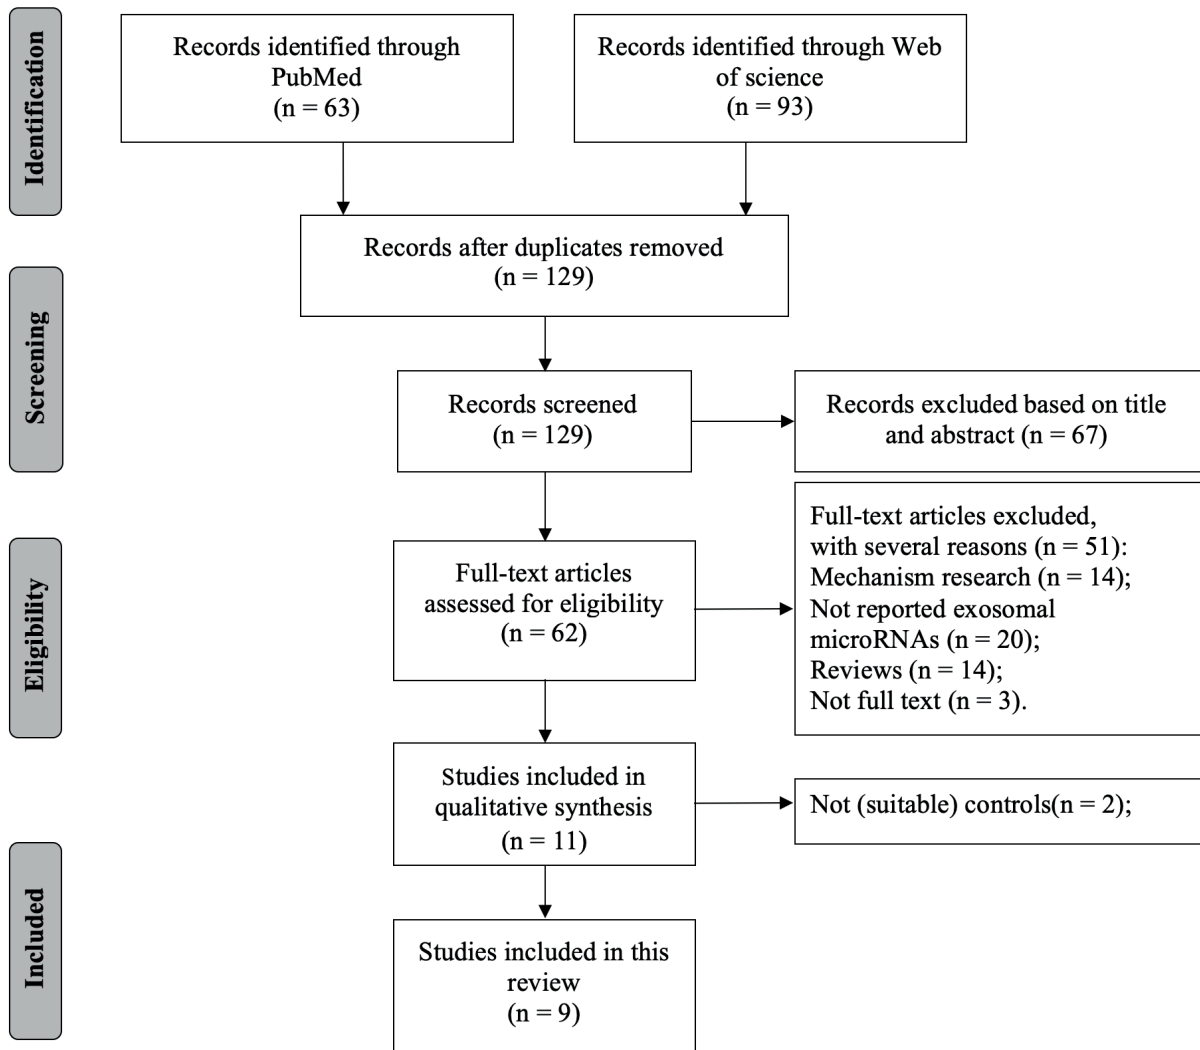 Identification
Records identified through
PubMed
(n = 63)
Records identified through Web
of science
(n = 93)
Records after duplicates removed
(n = 129)
Screening
Records screened
(n = 129)
Records excluded based on title
and abstract (n = 67)
Eligibility
Full-text articles
assessed for eligibility
(n = 62)
Full-text articles excluded,
with several reasons (n = 51):
Mechanism research (n = 14);
Not reported exosomal
microRNAs (n = 20);
Reviews (n = 14);
Not full text (n = 3).
Studies included in
qualitative synthesis
(n = 11)
Not (suitable) controls(n = 2);
Included
Studies included in this
review
(n = 9)